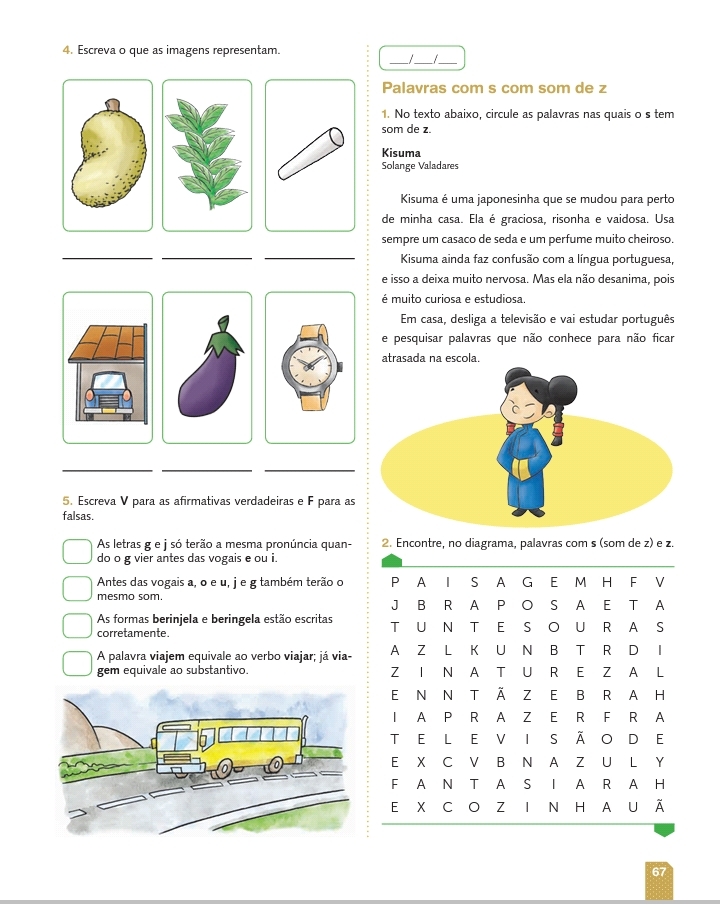 4. Escreva o que as imagens representam.
5. Escreva V para as afirmativas verdadeiras e F para as
falsas.
As letras g e j só terão a mesma pronúncia quan-
do o g vier antes das vogais e ou i.
Antes das vogais a, o e u, j e g também terão o
mesmo som.
As formas berinjela e beringela estão escritas
corretamente.
A palavra viajem equivale ao verbo viajar; já via-
gem equivale ao substantivo.
___/___/___
Palavras com s com som de z
1. No texto abaixo, circule as palavras nas quais o s tem
som de z.
Kisuma
Solange Valadares
Kisuma é uma japonesinha que se mudou para perto
de minha casa. Ela é graciosa, risonha e vaidosa. Usa
sempre um casaco de seda e um perfume muito cheiroso.
Kisuma ainda faz confusão com a língua portuguesa,
e isso a deixa muito nervosa. Mas ela não desanima, pois
é muito curiosa e estudiosa.
Em casa, desliga a televisão e vai estudar português
e pesquisar palavras que não conhece para não ficar
atrasada na escola.
2. Encontre, no diagrama, palavras com s (som de z) e z.
P A I S A G E M H F V
J B R A P O S A E T A
T U N T E S O U R A S
A Z L K U N B T R D I
Z I N A T U R E Z A L
E N N T Ã Z E B R A H
I A P R A Z E R F R A
T E L E V I S Ã O D E
E X C V B N A Z U L Y
F A N T A S I A R A H
E X C O Z I N H A U Ã
67